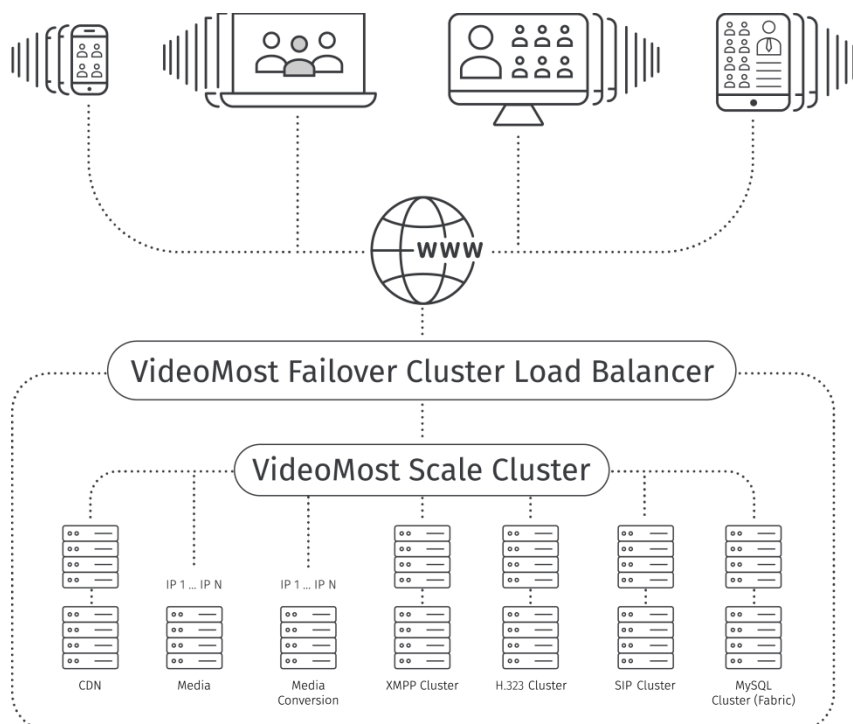 WWW
VideoMost Failover Cluster Load Balancer
VideoMost Scale Cluster
IP 1 ... IP N
IP 1 ... IP N
CDN
Media
Media
Conversion
XMPP Cluster
H.323 Cluster
SIP Cluster
MySQL
Cluster (Fabric)